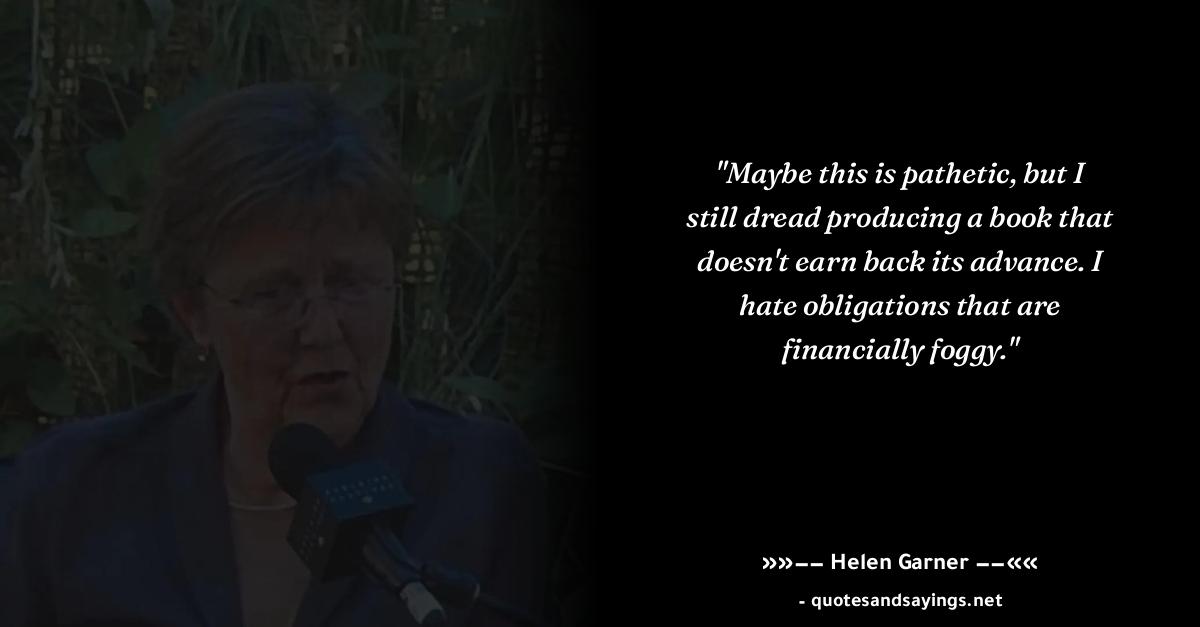 "Maybe this is pathetic, but I
still dread producing a book that
doesn't earn back its advance. I
hate obligations that are
financially foggy."
»»−− Helen Garner −−««
- quotesandsayings.net